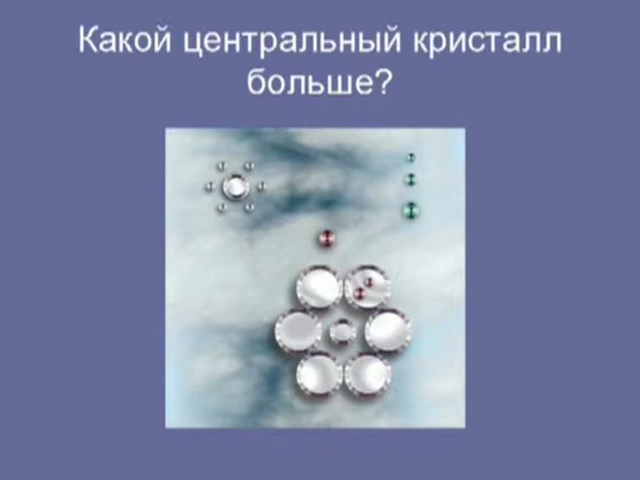 Какой центральный кристалл
больше?